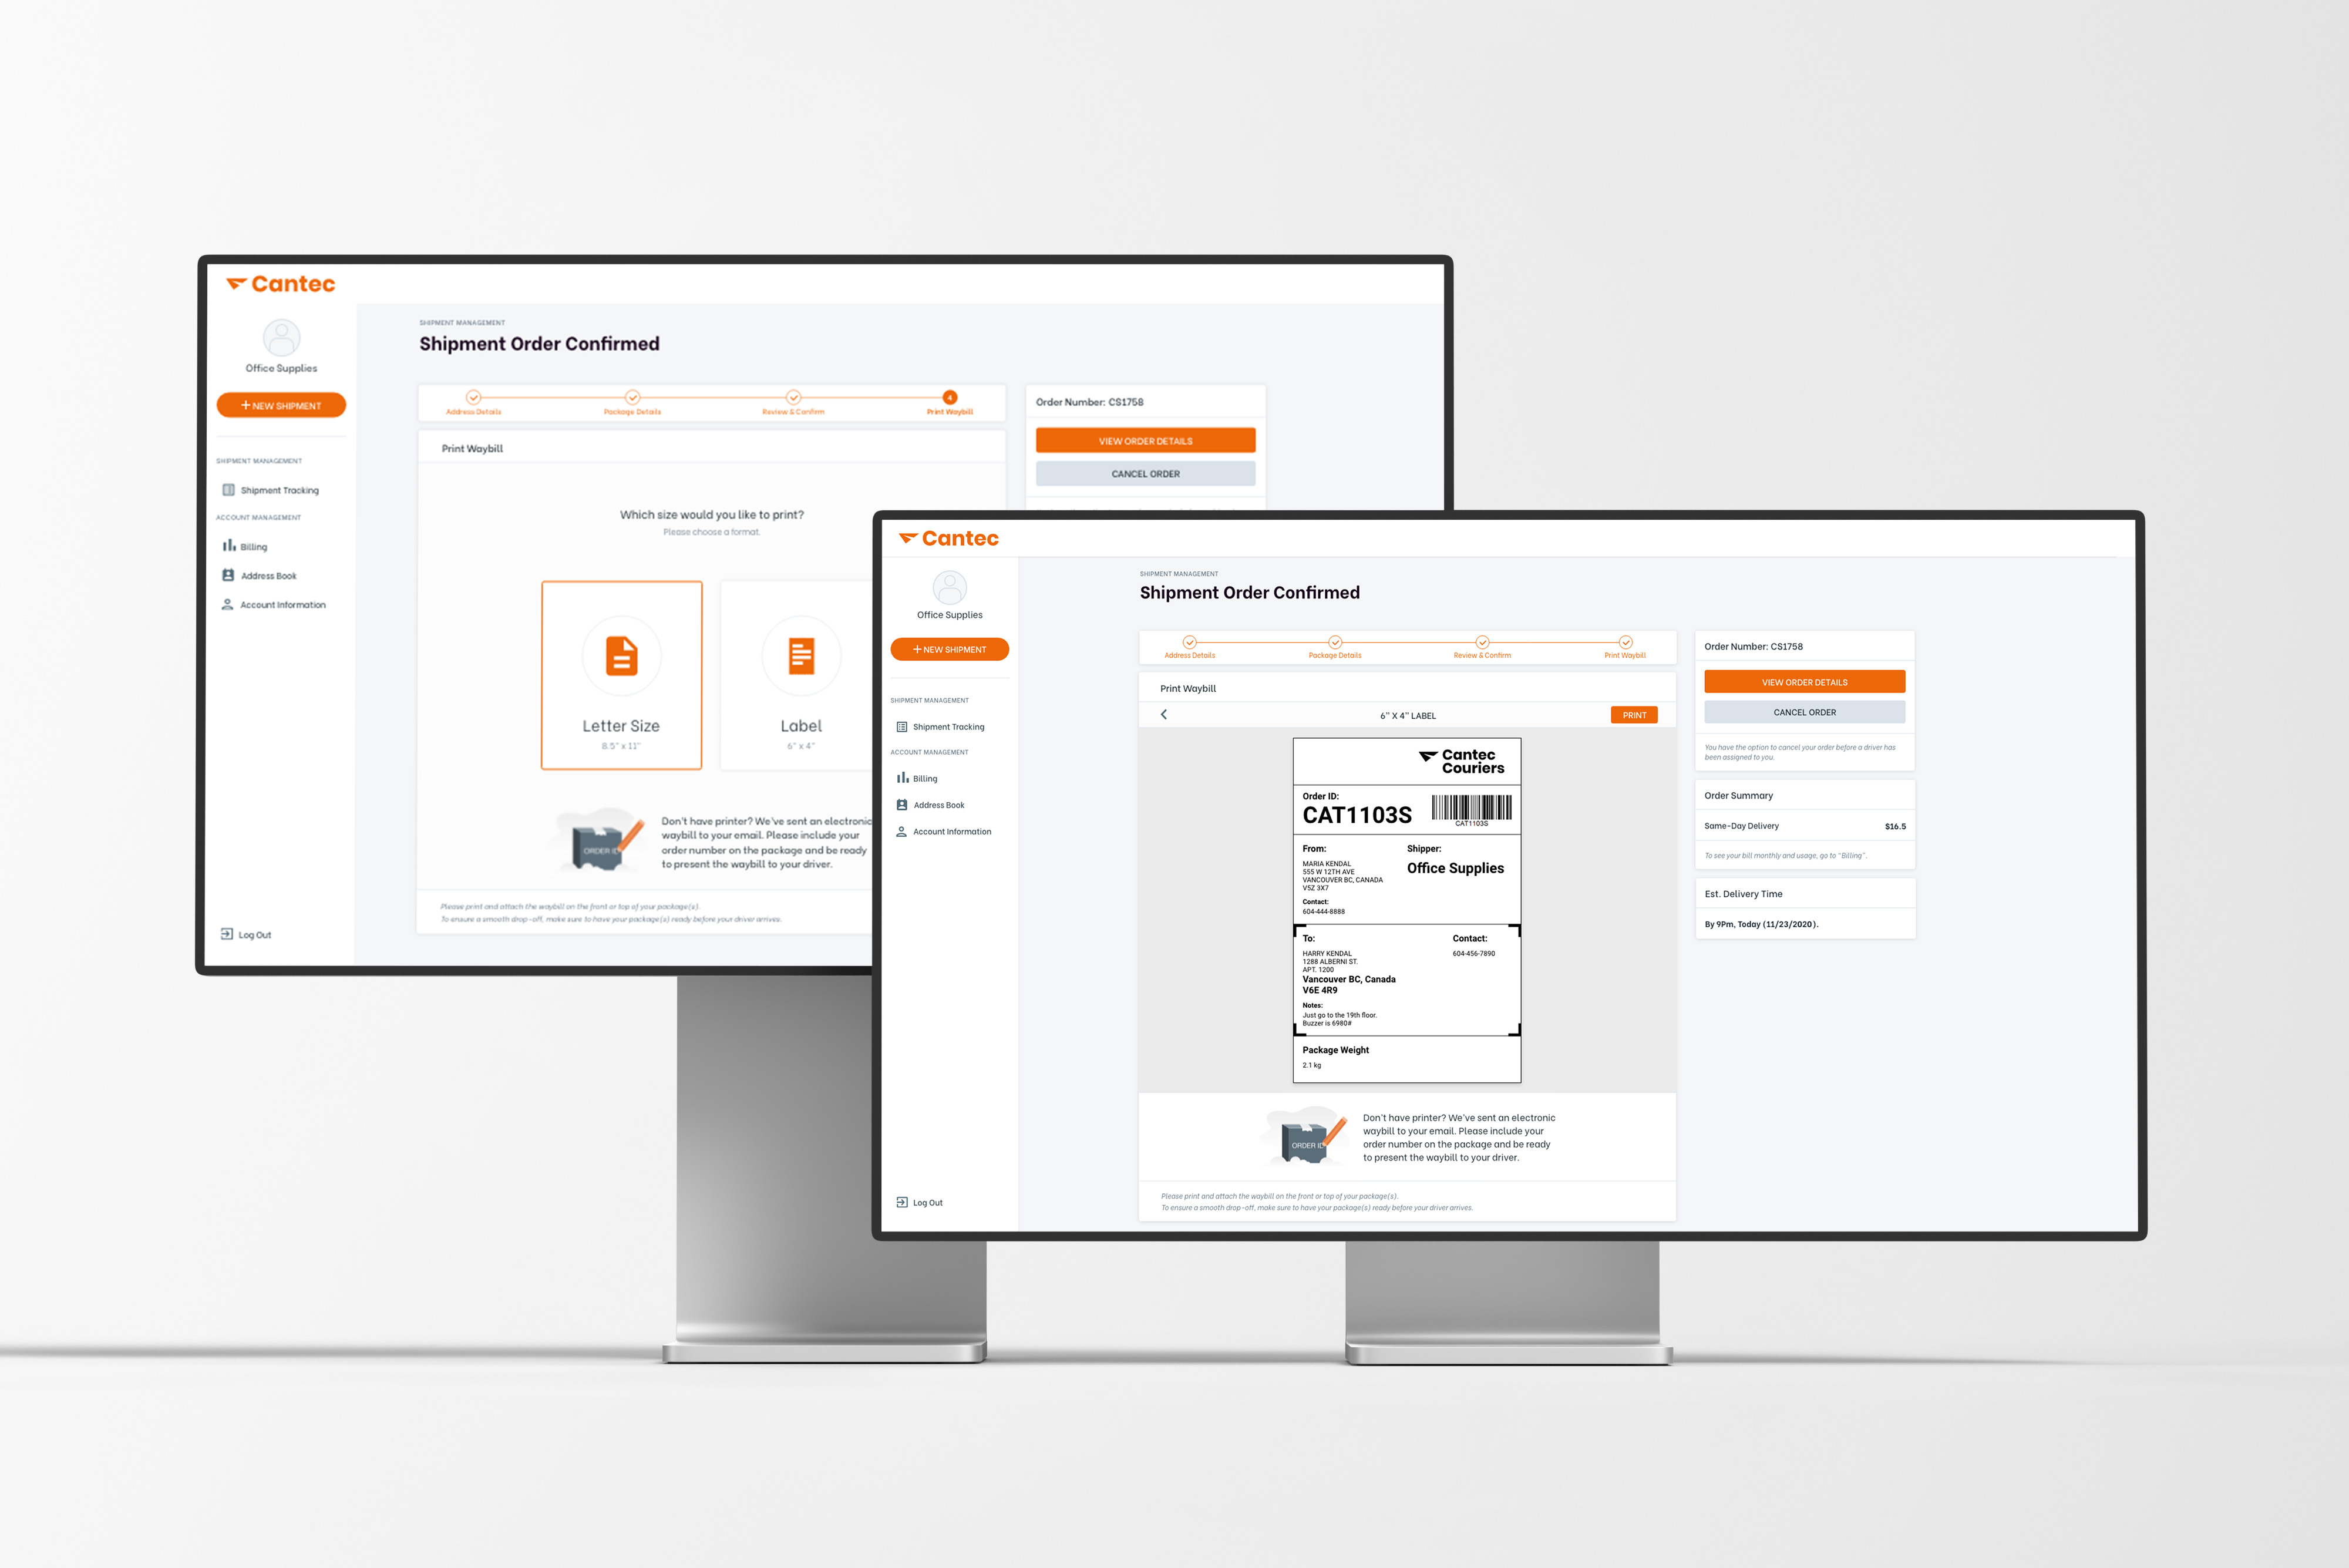 Cantec
Office Supplies
+ NEW SHIPMENT
SHIPMENT MANAGEMENT
Shipment Tracking
ACCOUNT MANAGEMENT
Billing
Address Book
Account Information
Log Out
SHIPMENT MANAGEMENT
Shipment Order Confirmed
Address Details
Package Details
Review & Confirm
4
Print Waybill
Print Waybill
Which size would you like to print?
Please choose a format.
Letter Size
8.5" x 11"
Label
6" x 4"
ORDER ID
Don't have printer? We've sent an electronic
waybill to your email. Please include your
order number on the package and be ready
to present the waybill to your driver.
Please print and attach the waybill on the front or top of your package(s).
To ensure a smooth drop-off, make sure to have your package(s) ready before your driver arrives.
Order Number: CS1758
VIEW ORDER DETAILS
CANCEL ORDER
Cantec
Office Supplies
+ NEW SHIPMENT
SHIPMENT MANAGEMENT
Shipment Tracking
ACCOUNT MANAGEMENT
Billing
Address Book
Account Information
Log Out
SHIPMENT MANAGEMENT
Shipment Order Confirmed
Address Details
Package Details
Review & Confirm
Print Waybill
Print Waybill
6" X 4" LABEL
PRINT
Cantec
Couriers
Order ID:
CAT1103S
CAT1103S
From:
MARIA KENDAL
555 W 12TH AVE
VANCOUVER BC, CANADA
V5Z 3X7
Contact:
604-444-8888
Shipper:
Office Supplies
To:
HARRY KENDAL
1288 ALBERNI ST.
APT. 1200
Vancouver BC, Canada
V6E 4R9
Notes:
Just go to the 19th floor.
Buzzer is 6980#
Contact:
604-456-7890
Package Weight
2.1 kg
ORDER ID
Don't have printer? We've sent an electronic
waybill to your email. Please include your
order number on the package and be ready
to present the waybill to your driver.
Please print and attach the waybill on the front or top of your package(s).
To ensure a smooth drop-off, make sure to have your package(s) ready before your driver arrives.
Order Number: CS1758
VIEW ORDER DETAILS
CANCEL ORDER
You have the option to cancel your order before a driver has
been assigned to you.
Order Summary
Same-Day Delivery $16.5
To see your bill monthly and usage, go to "Billing".
Est. Delivery Time
By 9Pm, Today (11/23/2020).